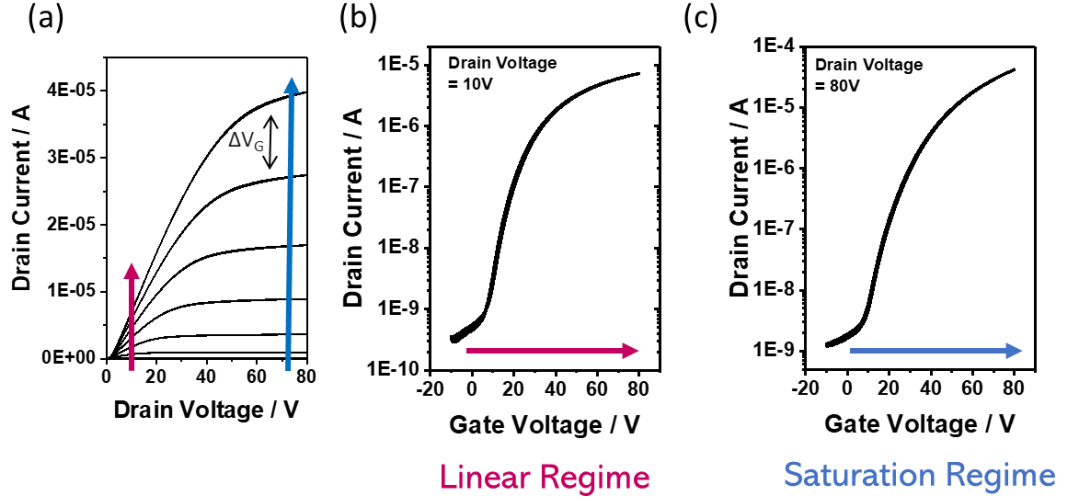 (a)
(b)
(c)
Drain Current / A
4E-05
3E-05
2E-05
1E-05
0E+00
ΔV_G
0 20 40 60 80
Drain Voltage / V
Drain Current / A
1E-5
1E-6
1E-7
1E-8
1E-9
1E-10
Drain Voltage
= 10V
-20 0 20 40 60 80
Gate Voltage / V
Linear Regime
Drain Current / A
1E-4
1E-5
1E-6
1E-7
1E-8
1E-9
Drain Voltage
= 80V
-20 0 20 40 60 80
Gate Voltage / V
Saturation Regime